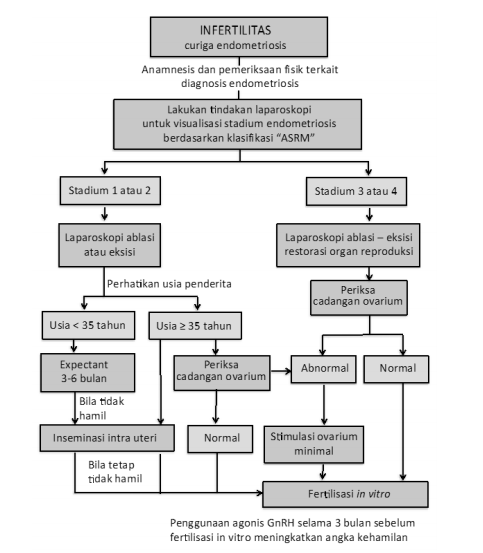 INFERTILITAS
curiga endometriosis
Anamnesis dan pemeriksaan fisik terkait
diagnosis endometriosis
Lakukan tindakan laparoskopi
untuk visualisasi stadium endometriosis
berdasarkan klasifikasi “ASRM”
Stadium 1 atau 2
Stadium 3 atau 4
Laparoskopi ablasi
atau eksisi
Laparoskopi ablasi – eksisi
restorasi organ reproduksi
Perhatikan usia penderita
Periksa
cadangan ovarium
Usia < 35 tahun
Usia ≥ 35 tahun
Expectant
3-6 bulan
Periksa
cadangan ovarium
Abnormal
Normal
Bila tidak
hamil
Inseminasi intra uteri
Normal
Stimulasi ovarium
minimal
Bila tetap
tidak hamil
Fertilisasi in vitro
Penggunaan agonis GnRH selama 3 bulan sebelum
fertilisasi in vitro meningkatkan angka kehamilan